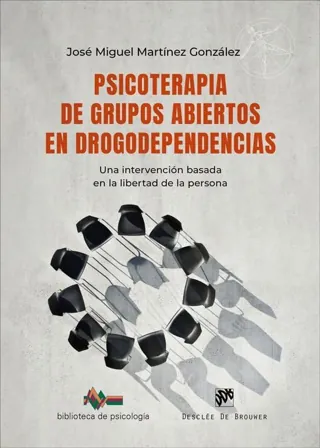 José Miguel Martínez González
PSICOTERAPIA
DE GRUPOS ABIERTOS
EN DROGODEPENDENCIAS
Una intervención basada
en la libertad de la persona
biblioteca de psicología
DESCLÉE DE BROUWER